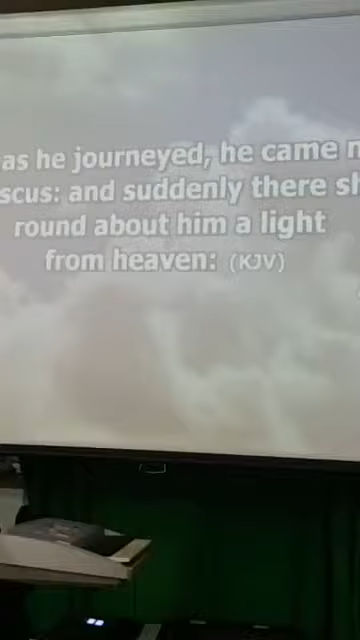 as he journeyed, he came n
scus: and suddenly there sh
round about him a light
from heaven: (KJV)